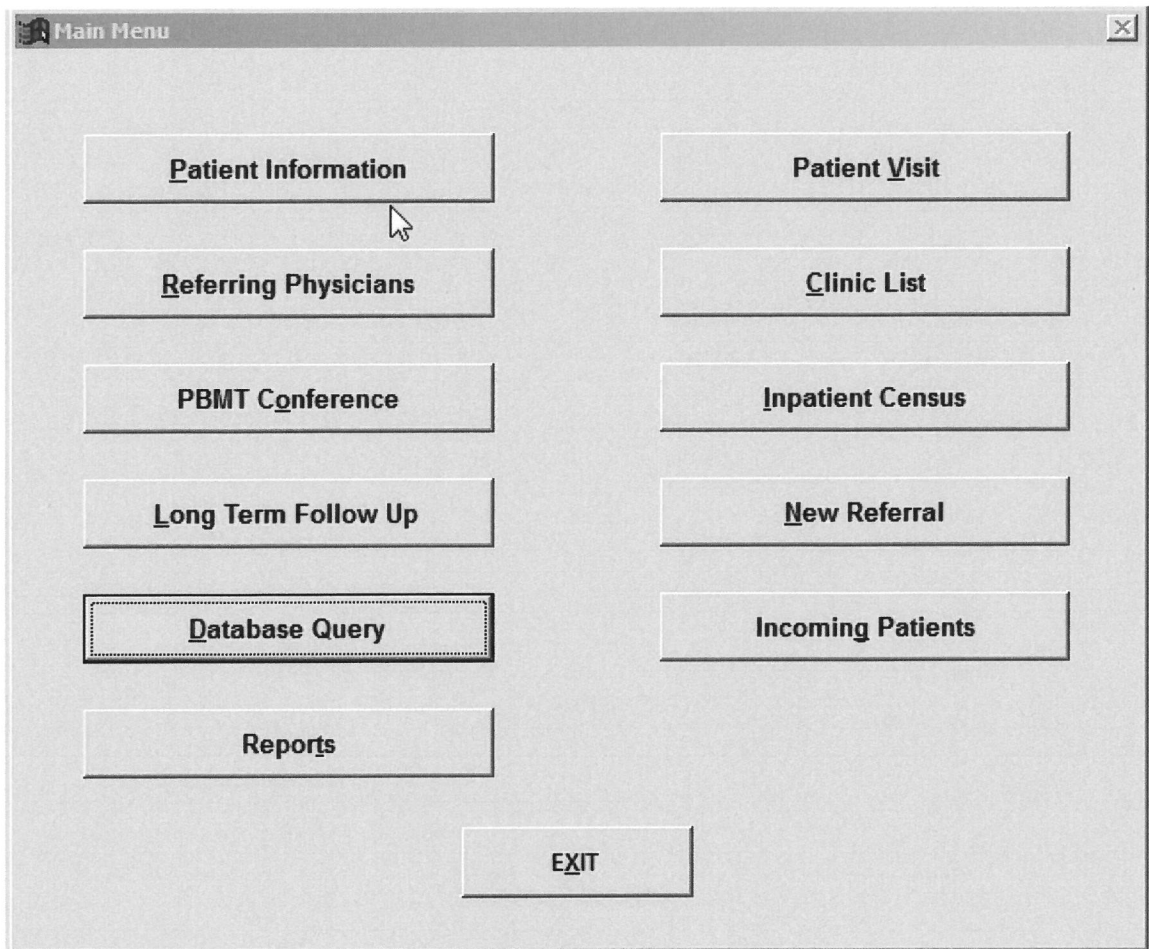 Main Menu
Patient Information
Patient Visit
Referring Physicians
Clinic List
PBMT Conference
Inpatient Census
Long Term Follow Up
New Referral
Database Query
Incoming Patients
Reports
EXIT